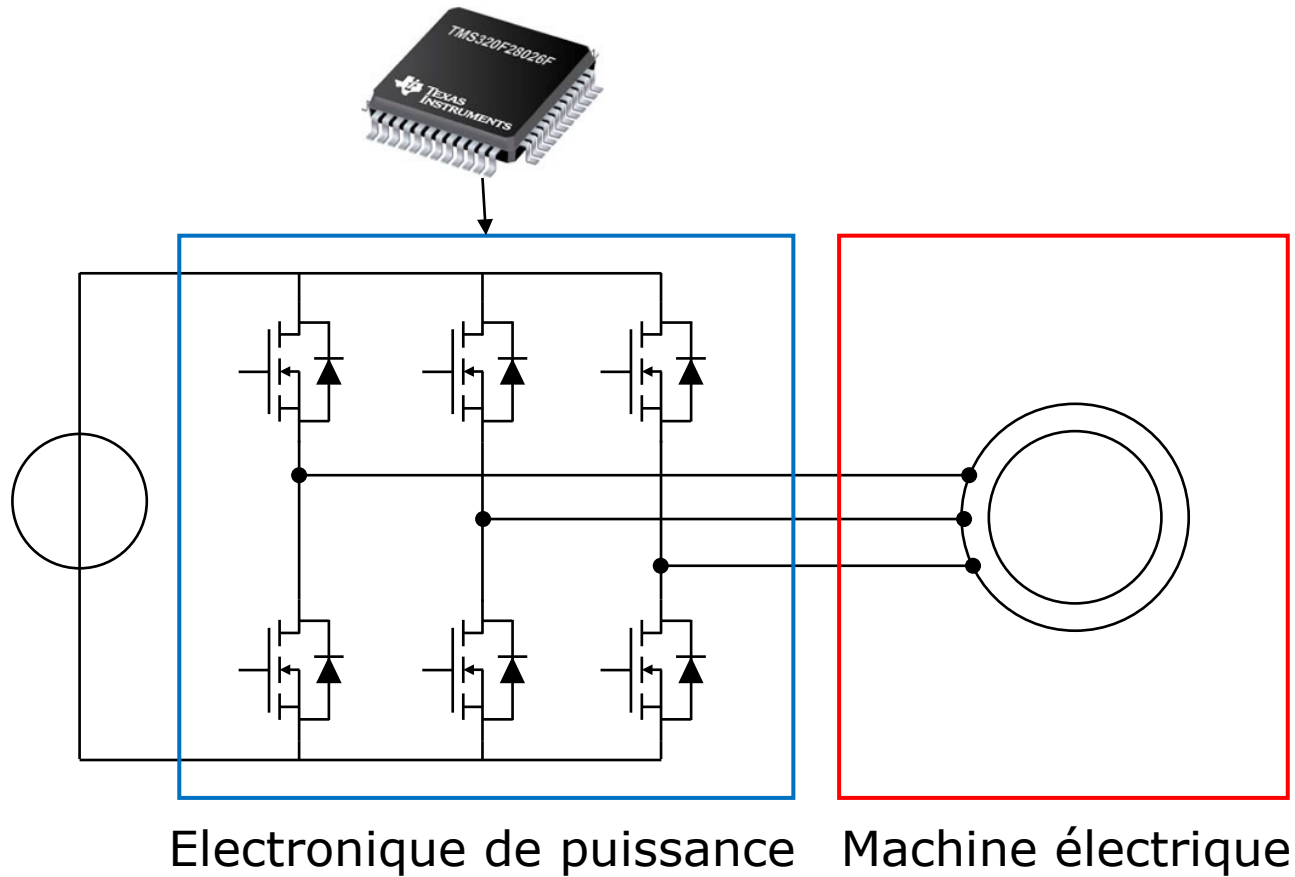 TMS320F28026F
TEXAS
INSTRUMENTS
Electronique de puissance
Machine électrique